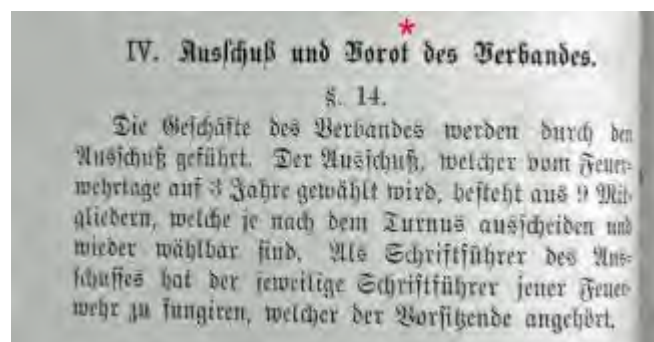 *
IV. Ausschuß und Vorot des Verbandes.
§. 14.
Die Geschäfte des Verbandes werden durch den
Ausschuß geführt. Der Ausschuß, welcher vom Feuer-
wehrtage auf 3 Jahre gewählt wird, besteht aus 9 Mit-
gliedern, welche je nach dem Turnus ausscheiden und
wieder wählbar sind. Als Schriftführer des Aus-
schusses hat der jeweilige Schriftführer jener Feuer-
wehr zu fungiren, welcher der Vorsitzende angehört.